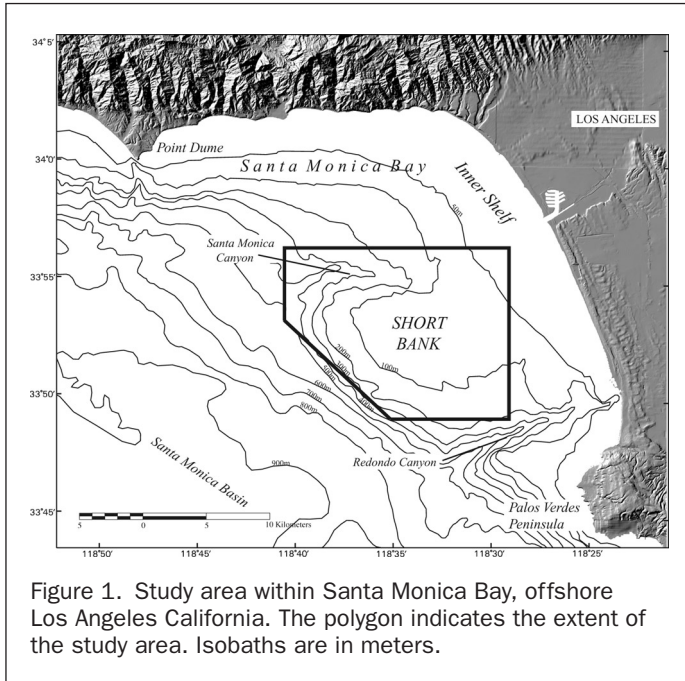 34°5'
LOS ANGELES
Point Dume
34°0'
Santa Monica Bay
Inner Shelf
50m
Santa Monica
Canyon
33°55'
SHORT
BANK
200m
300m
100m
500m
400m
33°50'
600m
700m
800m
Redondo Canyon
Santa Monica Basin
900m
Palos Verdes
Peninsula
33°45'
5 0 5 10 Kilometers
118°50' 118°45' 118°40' 118°35' 118°30' 118°25'
Figure 1. Study area within Santa Monica Bay, offshore
Los Angeles California. The polygon indicates the extent of
the study area. Isobaths are in meters.